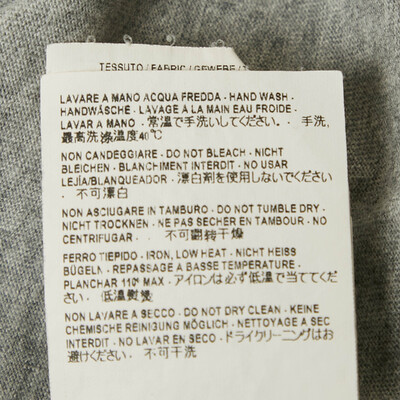 TESSUTO / FABRIC / GEWEBE /
LAVARE A MANO ACQUA FREDDA - HAND WASH -
HANDWÄSCHE - LAVAGE A LA MAIN EAU FROIDE -
LAVAR A MANO - 常温で手洗いしてください。 - 手洗,
最高洗涤温度40℃
NON CANDEGGIARE - DO NOT BLEACH - NICHT
BLEICHEN - BLANCHIMENT INTERDIT - NO USAR
LEJÍA/BLANQUEADOR - 漂白剤を使用しないでください
- 不可漂白
NON ASCIUGARE IN TAMBURO - DO NOT TUMBLE DRY -
NICHT TROCKNEN - NE PAS SECHER EN TAMBOUR - NO
CENTRIFUGAR - 不可翻转干燥
FERRO TIEPIDO - IRON, LOW HEAT - NICHT HEISS
BÜGELN - REPASSAGE A BASSE TEMPERATURE -
PLANCHAR 110º MAX - アイロンは必ず低温で当ててくだ
さい - 低温熨烫
NON LAVARE A SECCO - DO NOT DRY CLEAN - KEINE
CHEMISCHE REINIGUNG MÖGLICH - NETTOYAGE A SEC
INTERDIT - NO LAVAR EN SECO - ドライクリーニングはお
避けください - 不可干洗